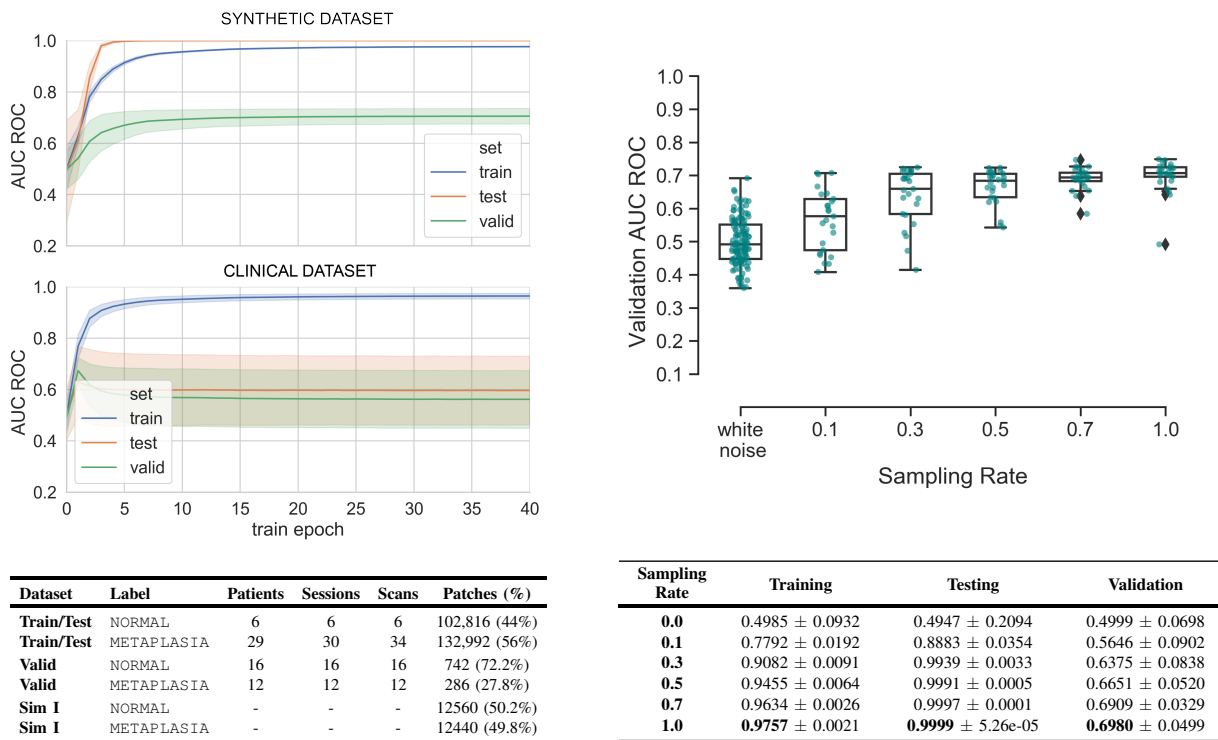 SYNTHETIC DATASET
1.0
0.8
0.6
0.4
0.2
AUC ROC
set
train
test
valid
CLINICAL DATASET
1.0
0.8
0.6
0.4
0.2
AUC ROC
set
train
test
valid
0 5 10 15 20 25 30 35 40
train epoch
1.0
0.9
0.8
0.7
0.6
0.5
0.4
0.3
0.2
0.1
Validation AUC ROC
white noise 0.1 0.3 0.5 0.7 1.0
Sampling Rate
Dataset Label Patients Sessions Scans Patches (%)
Train/Test NORMAL 6 6 6 102,816 (44%)
Train/Test METAPLASIA 29 30 34 132,992 (56%)
Valid NORMAL 16 16 16 742 (72.2%)
Valid METAPLASIA 12 12 12 286 (27.8%)
Sim I NORMAL - - - 12560 (50.2%)
Sim I METAPLASIA - - - 12440 (49.8%)
Sampling Rate Training Testing Validation
0.0 0.4985 ± 0.0932 0.4947 ± 0.2094 0.4999 ± 0.0698
0.1 0.7792 ± 0.0192 0.8883 ± 0.0354 0.5646 ± 0.0902
0.3 0.9082 ± 0.0091 0.9939 ± 0.0033 0.6375 ± 0.0838
0.5 0.9455 ± 0.0064 0.9991 ± 0.0005 0.6651 ± 0.0520
0.7 0.9634 ± 0.0026 0.9997 ± 0.0001 0.6909 ± 0.0329
1.0 0.9757 ± 0.0021 0.9999 ± 5.26e-05 0.6980 ± 0.0499